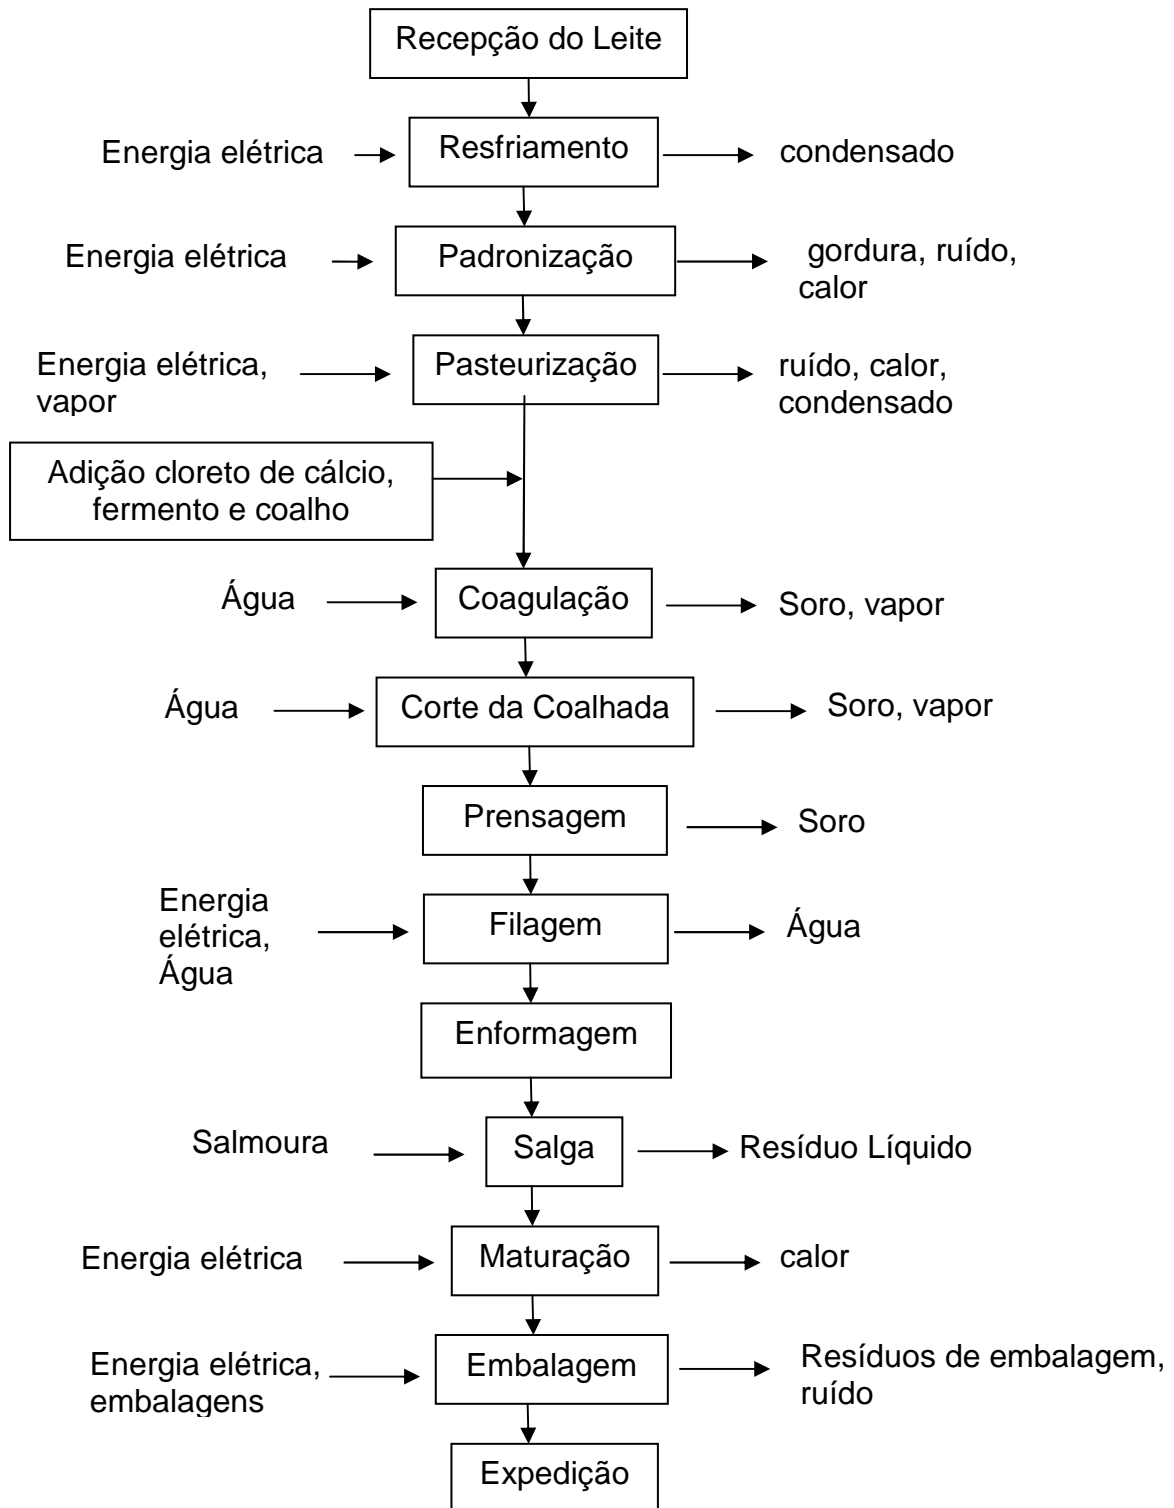 Recepção do Leite
Energia elétrica
Resfriamento
condensado
Energia elétrica
Padronização
gordura, ruído,
calor
Energia elétrica,
vapor
Pasteurização
ruído, calor,
condensado
Adição cloreto de cálcio,
fermento e coalho
Água
Coagulação
Soro, vapor
Água
Corte da Coalhada
Soro, vapor
Prensagem
Soro
Energia
elétrica,
Água
Filagem
Água
Enformagem
Salmoura
Salga
Resíduo Líquido
Energia elétrica
Maturação
calor
Energia elétrica,
embalagens
Embalagem
Resíduos de embalagem,
ruído
Expedição